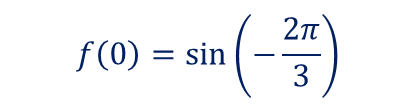 f(0) = sin(-2π/3)